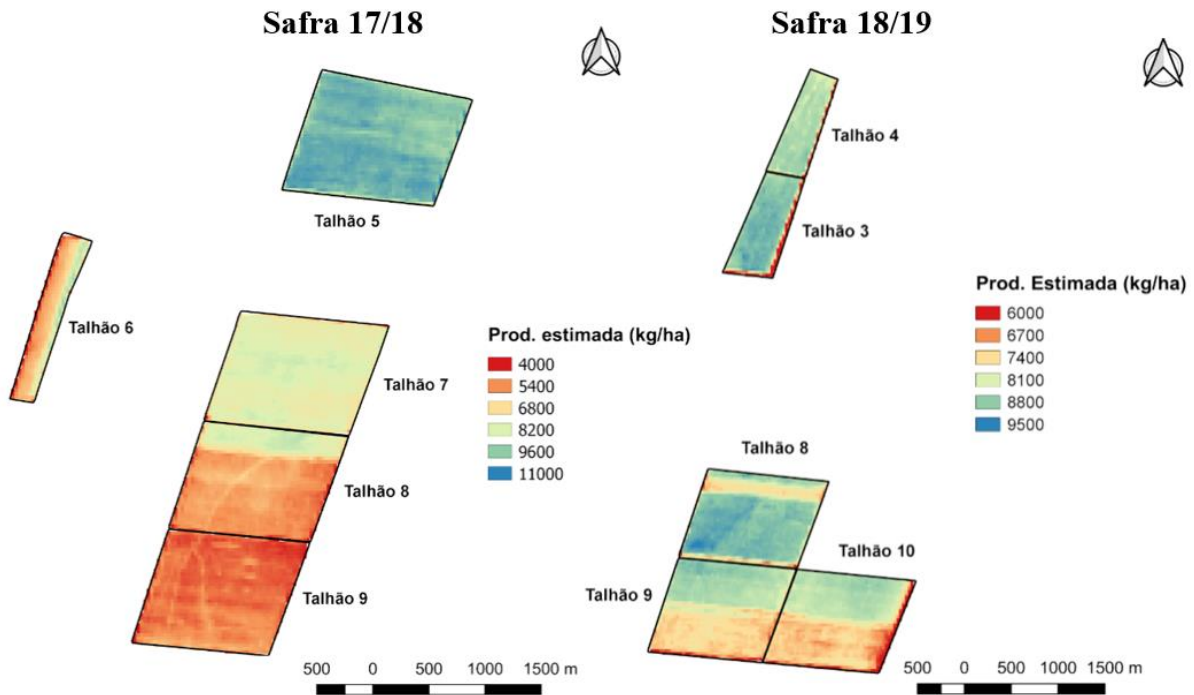 Safra 17/18
Talhão 5
Talhão 6
Talhão 7
Talhão 8
Talhão 9
Prod. estimada (kg/ha)
4000
5400
6800
8200
9600
11000
500 0 500 1000 1500 m
Safra 18/19
Talhão 4
Talhão 3
Prod. Estimada (kg/ha)
6000
6700
7400
8100
8800
9500
Talhão 8
Talhão 10
Talhão 9
500 0 500 1000 1500 m